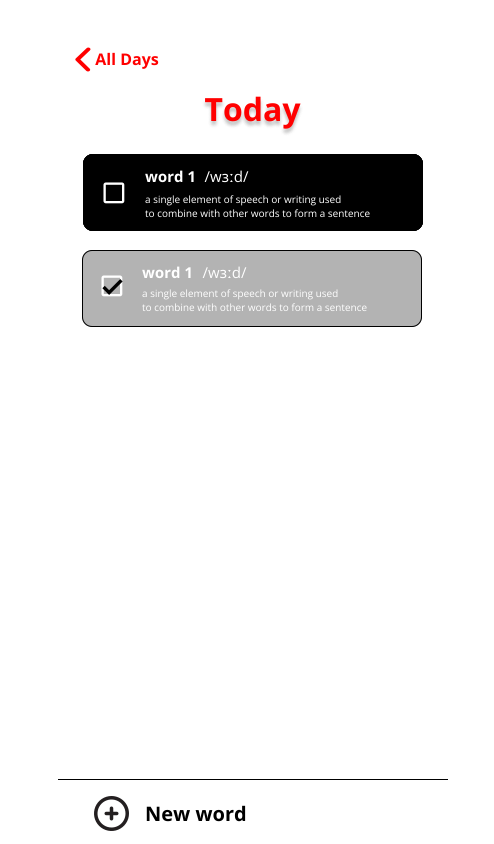 All Days
Today
word 1 /wɜːd/
a single element of speech or writing used
to combine with other words to form a sentence
word 1 /wɜːd/
a single element of speech or writing used
to combine with other words to form a sentence
New word